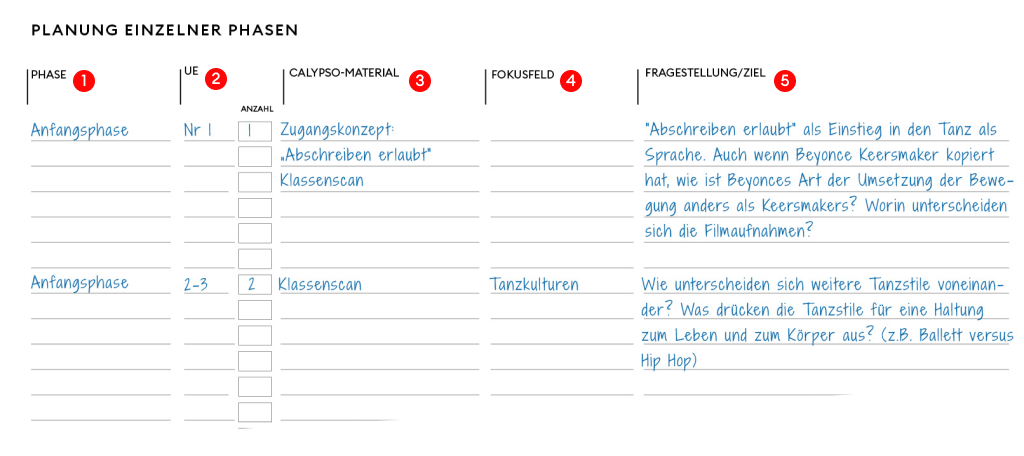 PLANUNG EINZELNER PHASEN
PHASE 1 UE 2 CALYPSO-MATERIAL 3 FOKUSFELD 4 FRAGESTELLUNG/ZIEL 5
ANZAHL
Anfangsphase Nr 1 1 Zugangskonzept: "Abschreiben erlaubt" als Einstieg in den Tanz als
„Abschreiben erlaubt" Sprache. Auch wenn Beyonce Keersmaker kopiert
Klassenscan hat, wie ist Beyonces Art der Umsetzung der Bewe-
gung anders als Keersmakers? Worin unterscheiden
sich die Filmaufnahmen?
Anfangsphase 2-3 2 Klassenscan Tanzkulturen Wie unterscheiden sich weitere Tanzstile voneinan-
der? Was drücken die Tanzstile für eine Haltung
zum Leben und zum Körper aus? (z.B. Ballett versus
Hip Hop)